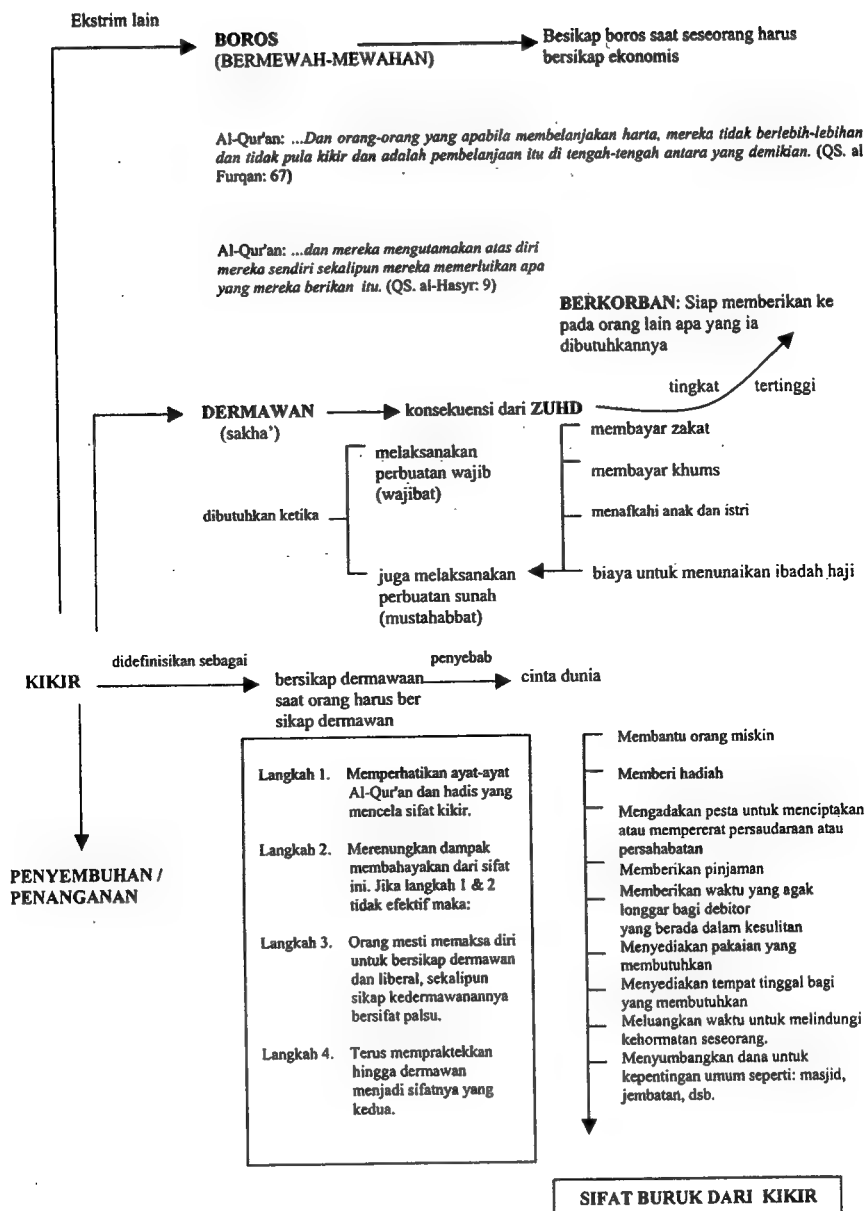 Ekstrim lain
BOROS
(BERMEWAH-MEWAHAN)
Besikap boros saat seseorang harus
bersikap ekonomis
Al-Qur'an: ...Dan orang-orang yang apabila membelanjakan harta, mereka tidak berlebih-lebihan
dan tidak pula kikir dan adalah pembelanjaan itu di tengah-tengah antara yang demikian. (QS. al
Furqan: 67)
Al-Qur'an: ...dan mereka mengutamakan atas diri
mereka sendiri sekalipun mereka memerluikan apa
yang mereka berikan itu. (QS. al-Hasyr: 9)
BERKORBAN: Siap memberikan ke
pada orang lain apa yang ia
dibutuhkannya
tingkat tertinggi
DERMAWAN
(sakha')
konsekuensi dari ZUHD
dibutuhkan ketika
melaksanakan
perbuatan wajib
(wajibat)
juga melaksanakan
perbuatan sunah
(mustahabbat)
membayar zakat
membayar khums
menafkahi anak dan istri
biaya untuk menunaikan ibadah haji
KIKIR
didefinisikan sebagai
bersikap dermawaan
saat orang harus ber
sikap dermawan
penyebab
cinta dunia
PENYEMBUHAN /
PENANGANAN
Langkah 1. Memperhatikan ayat-ayat
Al-Qur'an dan hadis yang
mencela sifat kikir.
Langkah 2. Merenungkan dampak
membahayakan dari sifat
ini. Jika langkah 1 & 2
tidak efektif maka:
Langkah 3. Orang mesti memaksa diri
untuk bersikap dermawan
dan liberal, sekalipun
sikap kedermawanannya
bersifat palsu.
Langkah 4. Terus mempraktekkan
hingga dermawan
menjadi sifatnya yang
kedua.
Membantu orang miskin
Memberi hadiah
Mengadakan pesta untuk menciptakan
atau mempererat persaudaraan atau
persahabatan
Memberikan pinjaman
Memberikan waktu yang agak
longgar bagi debitor
yang berada dalam kesulitan
Menyediakan pakaian yang
membutuhkan
Menyediakan tempat tinggal bagi
yang membutuhkan
Meluangkan waktu untuk melindungi
kehormatan seseorang.
Menyumbangkan dana untuk
kepentingan umum seperti: masjid,
jembatan, dsb.
SIFAT BURUK DARI KIKIR